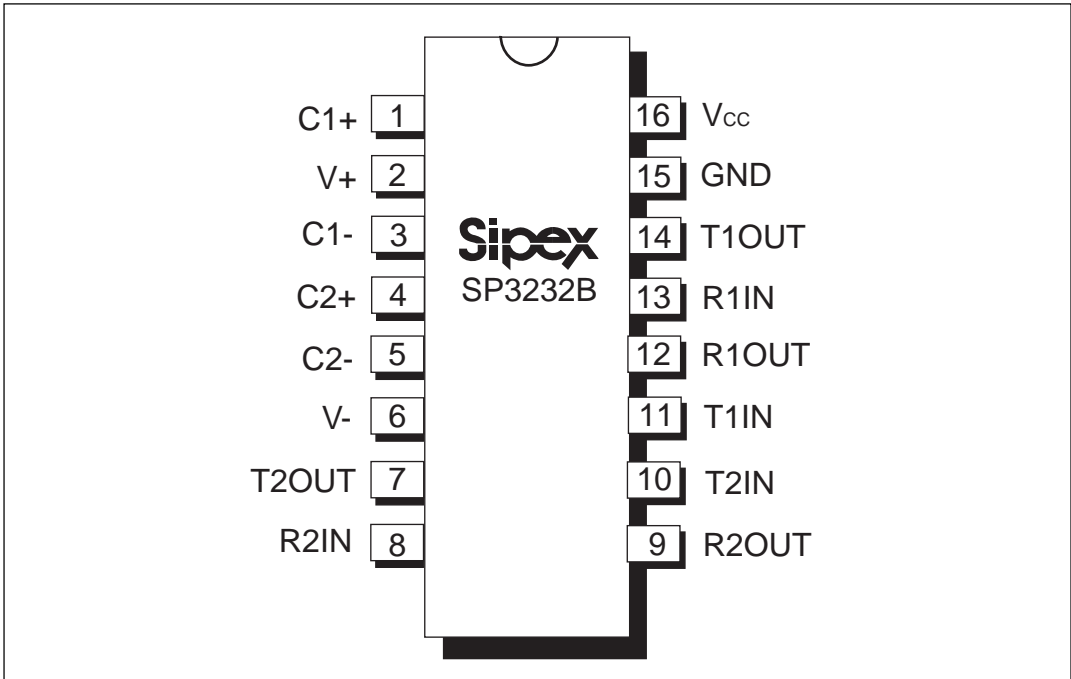 C1+ 1
V+ 2
C1- 3
C2+ 4
C2- 5
V- 6
T2OUT 7
R2IN 8
Sipex
SP3232B
16 Vcc
15 GND
14 T1OUT
13 R1IN
12 R1OUT
11 T1IN
10 T2IN
9 R2OUT